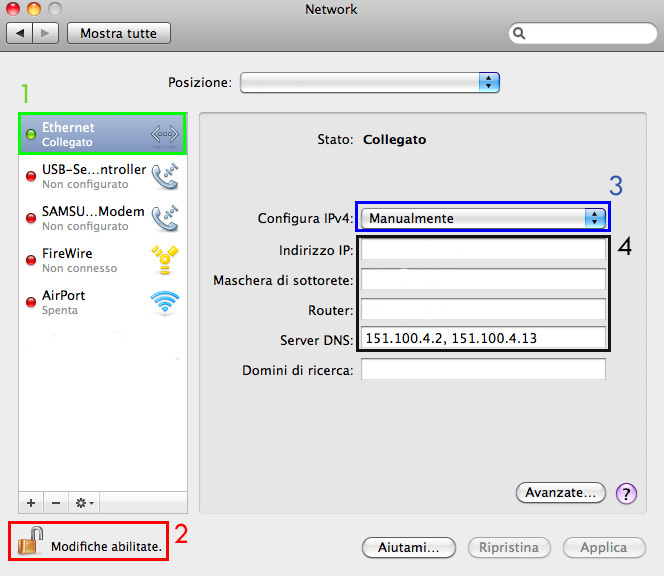 Network
Mostra tutte
Posizione:
1
Ethernet
Collegato
USB-Se...ntroller
Non configurato
SAMSU...Modem
Non configurato
FireWire
Non connesso
AirPort
Spenta
Stato: Collegato
3
Configura IPv4: Manualmente
4
Indirizzo IP:
Maschera di sottorete:
Router:
Server DNS: 151.100.4.2, 151.100.4.13
Domini di ricerca:
Avanzate... ?
+ −
2
Modifiche abilitate.
Aiutami... Ripristina Applica